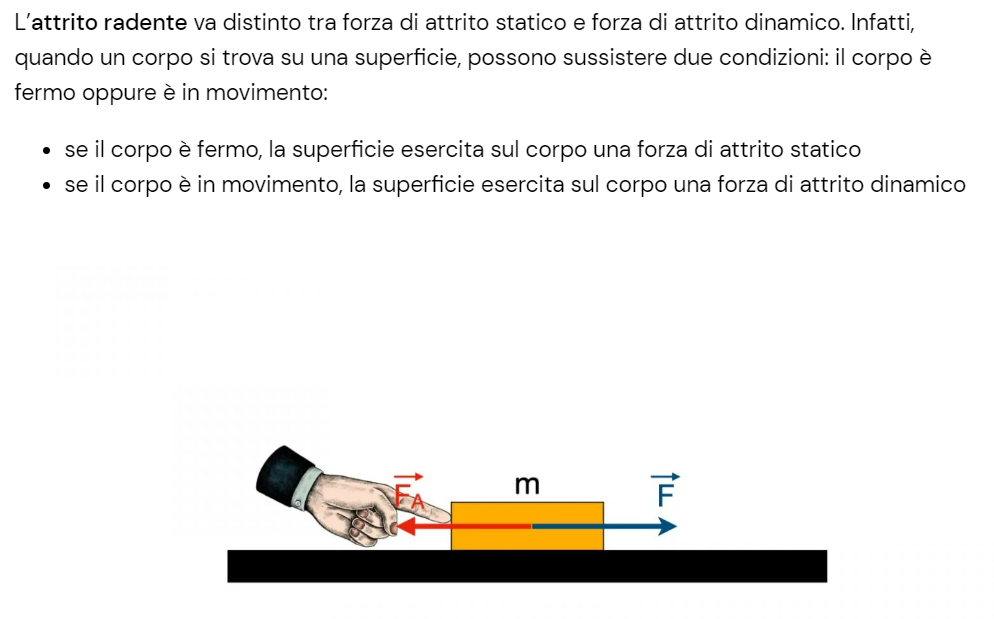 L'attrito radente va distinto tra forza di attrito statico e forza di attrito dinamico. Infatti,
quando un corpo si trova su una superficie, possono sussistere due condizioni: il corpo è
fermo oppure è in movimento:
• se il corpo è fermo, la superficie esercita sul corpo una forza di attrito statico
• se il corpo è in movimento, la superficie esercita sul corpo una forza di attrito dinamico
FA
m
F